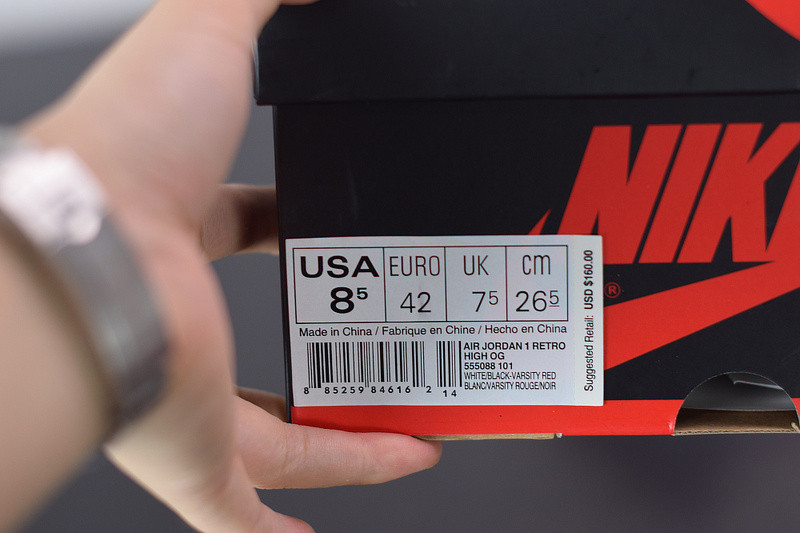 NIK
®
USA EURO UK cm
8⁵ 42 7⁵ 26⁵
Made in China / Fabrique en Chine / Hecho en China
AIR JORDAN 1 RETRO
HIGH OG
555088 101
WHITE/BLACK-VARSITY RED
BLANC/VARSITY ROUGE/NOIR
8 85259 84616 2 14
Suggested Retail: USD $160.00